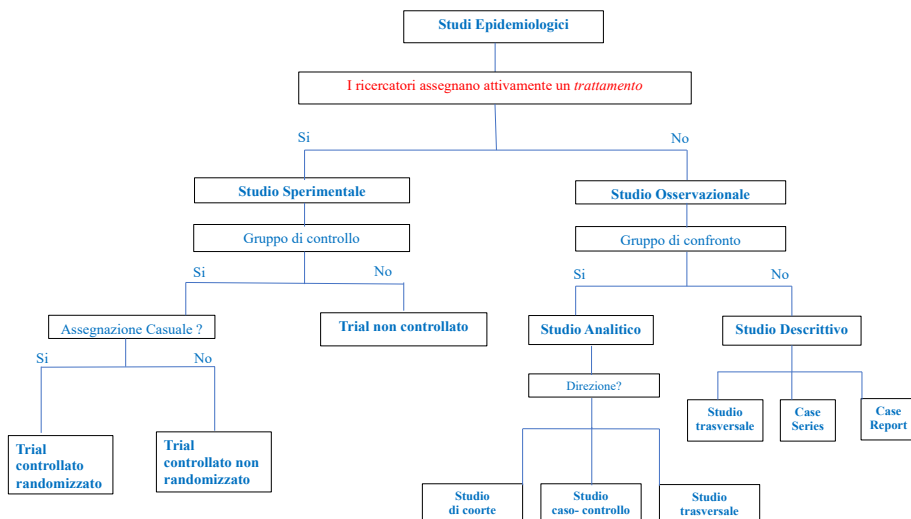 Studi Epidemiologici
I ricercatori assegnano attivamente un trattamento
Si
No
Studio Sperimentale
Studio Osservazionale
Gruppo di controllo
Gruppo di confronto
Si
No
Si
No
Assegnazione Casuale ?
Trial non controllato
Studio Analitico
Studio Descrittivo
Si
No
Direzione?
Studio
trasversale
Case
Series
Case
Report
Trial
controllato
randomizzato
Trial
controllato non
randomizzato
Studio
di coorte
Studio
caso- controllo
Studio
trasversale